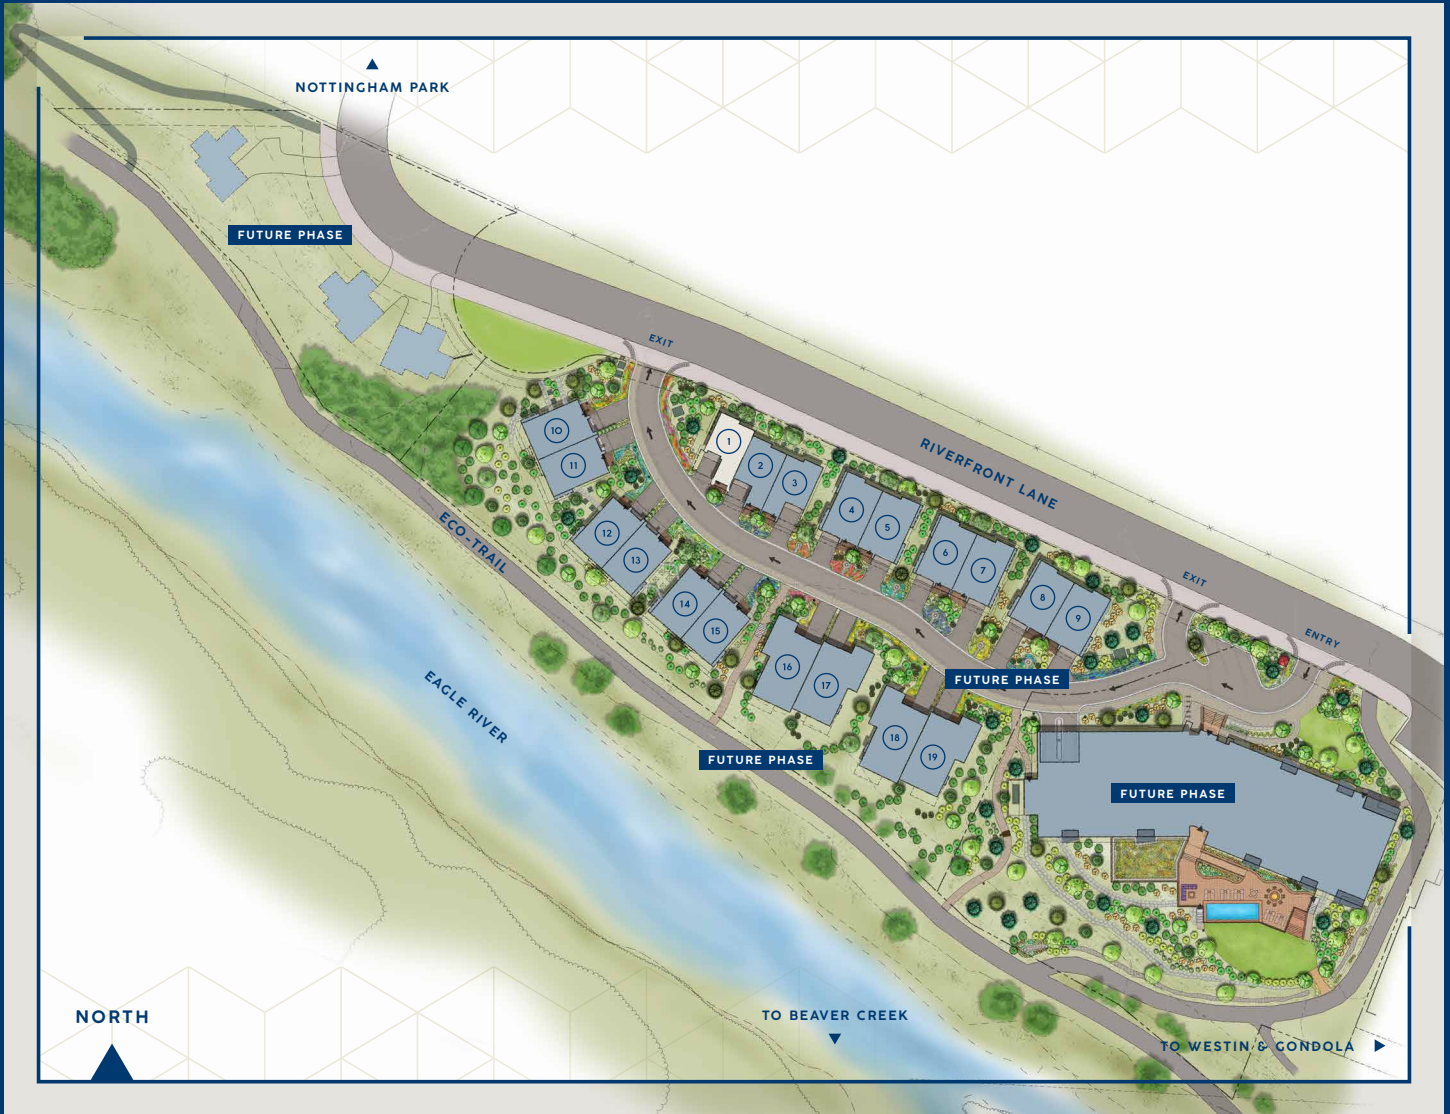 NOTTINGHAM PARK
FUTURE PHASE
EXIT
RIVERFRONT LANE
10
11
1
2
3
4
5
6
7
8
9
12
13
14
15
16
17
18
19
EXIT
ENTRY
ECO-TRAIL
EAGLE RIVER
FUTURE PHASE
FUTURE PHASE
FUTURE PHASE
NORTH
TO BEAVER CREEK
TO WESTIN & GONDOLA